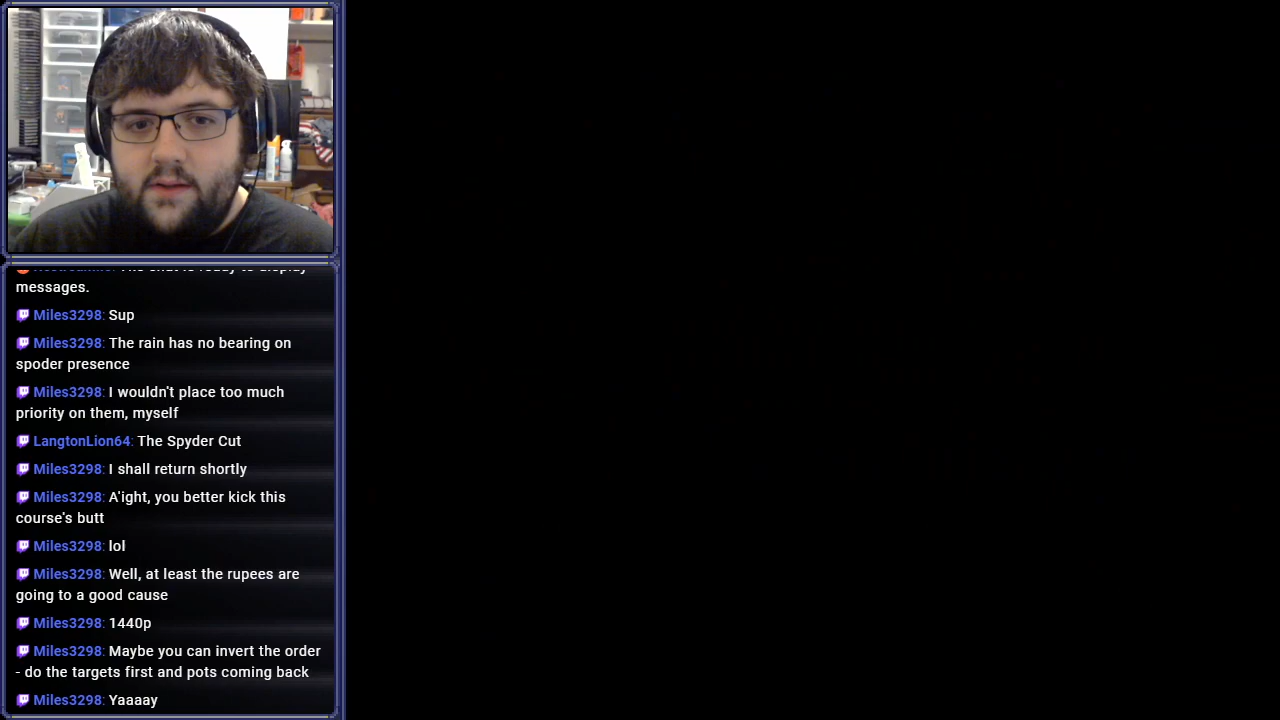 messages.
Miles3298: Sup
Miles3298: The rain has no bearing on
spoder presence
Miles3298: I wouldn't place too much
priority on them, myself
LangtonLion64: The Spyder Cut
Miles3298: I shall return shortly
Miles3298: A'ight, you better kick this
course's butt
Miles3298: lol
Miles3298: Well, at least the rupees are
going to a good cause
Miles3298: 1440p
Miles3298: Maybe you can invert the order
- do the targets first and pots coming back
Miles3298: Yaaaay